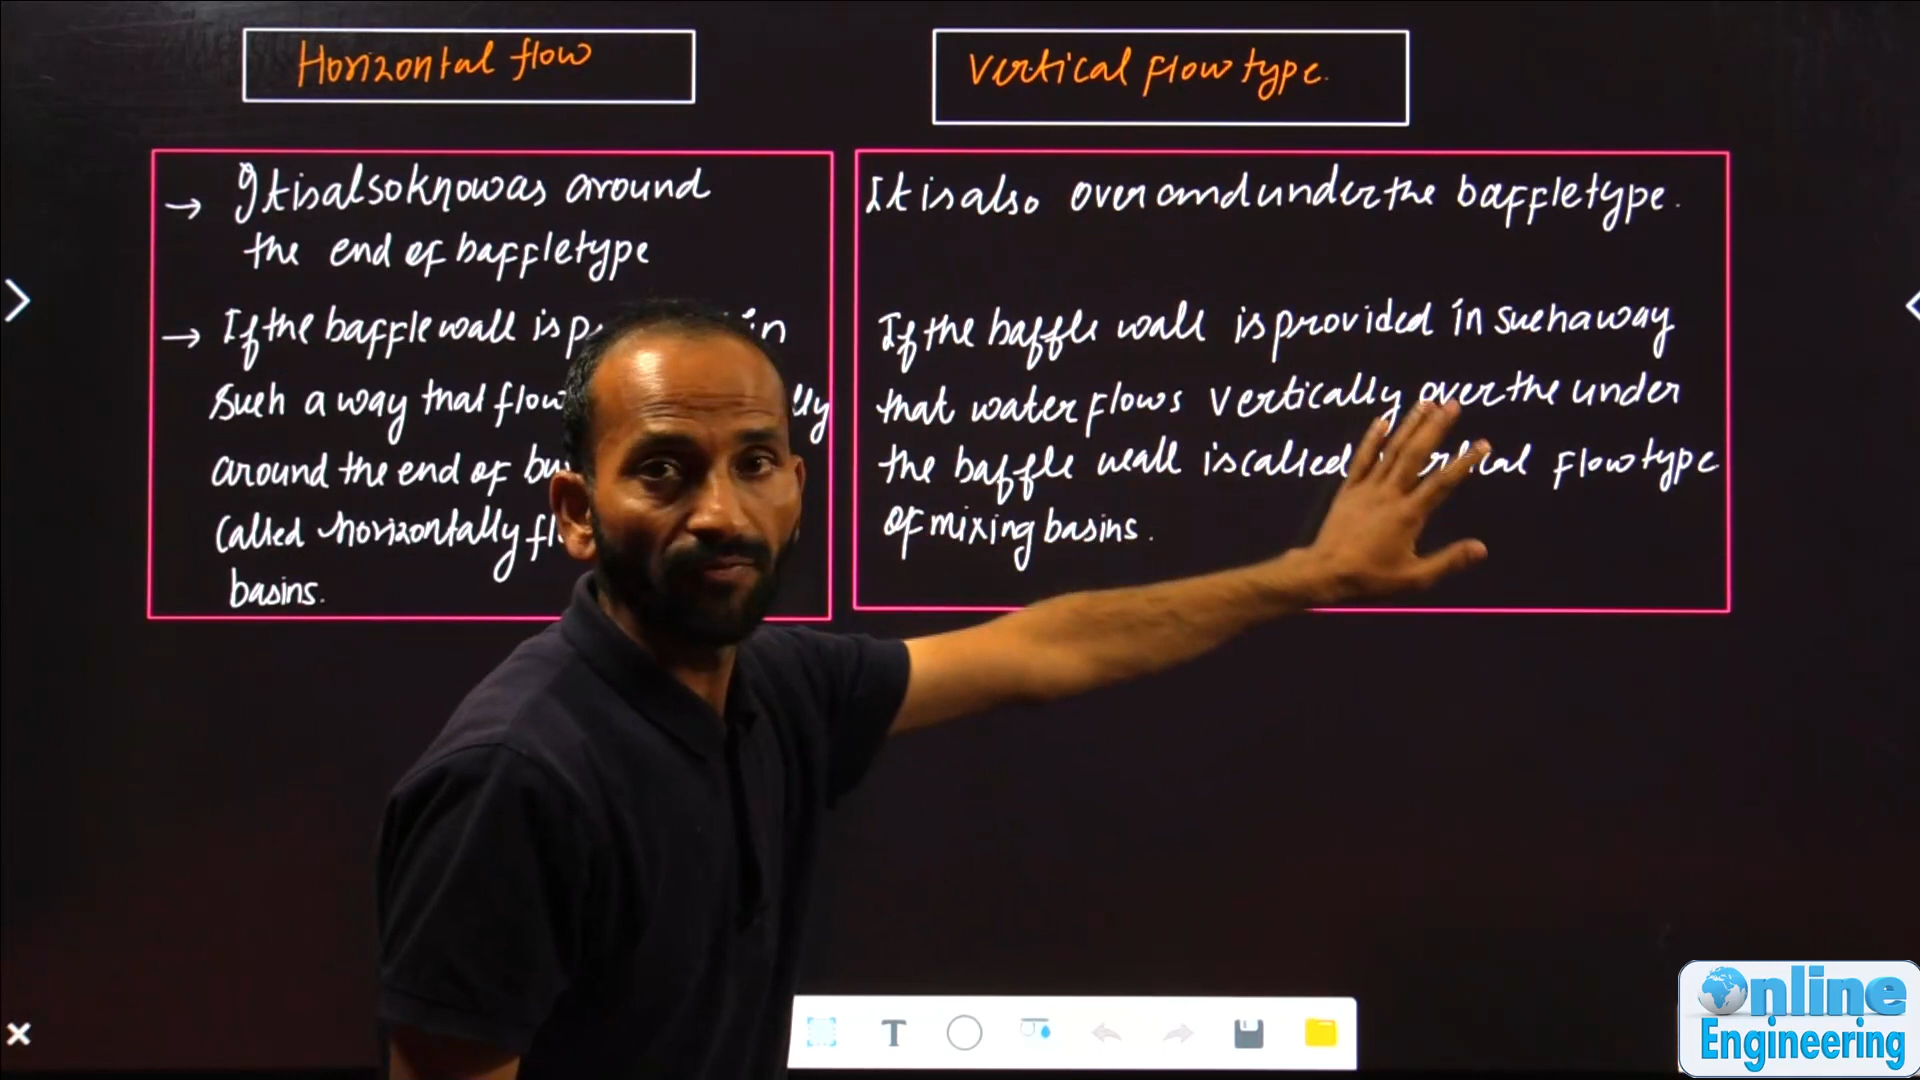 Horizontal flow
Vertical flow type.
→ It is also know as around
the end of baffle type
→ If the baffle wall is in
Such a way that flow
around the end of
called horizontally
basins.
It is also over and under the baffle type.
If the baffle wall is provided in such a way
that water flows vertically over the under
the baffle wall is called flow type
of mixing basins.
T
Online
Engineering